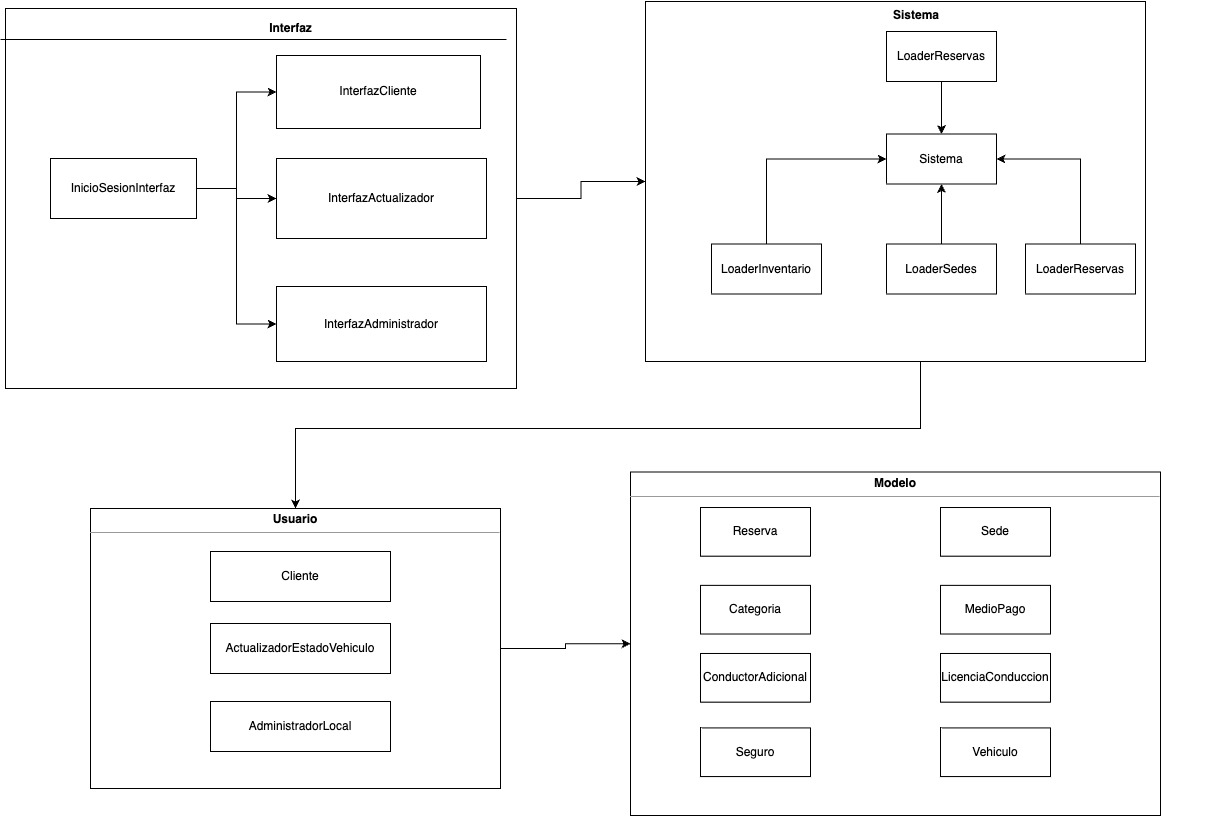 Interfaz
InterfazCliente
InicioSesionInterfaz
InterfazActualizador
InterfazAdministrador
Sistema
LoaderReservas
Sistema
LoaderInventario
LoaderSedes
LoaderReservas
Usuario
Cliente
ActualizadorEstadoVehiculo
AdministradorLocal
Modelo
Reserva
Sede
Categoria
MedioPago
ConductorAdicional
LicenciaConduccion
Seguro
Vehiculo